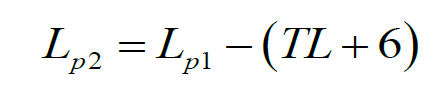 L_{p2} = L_{p1} − (TL + 6)